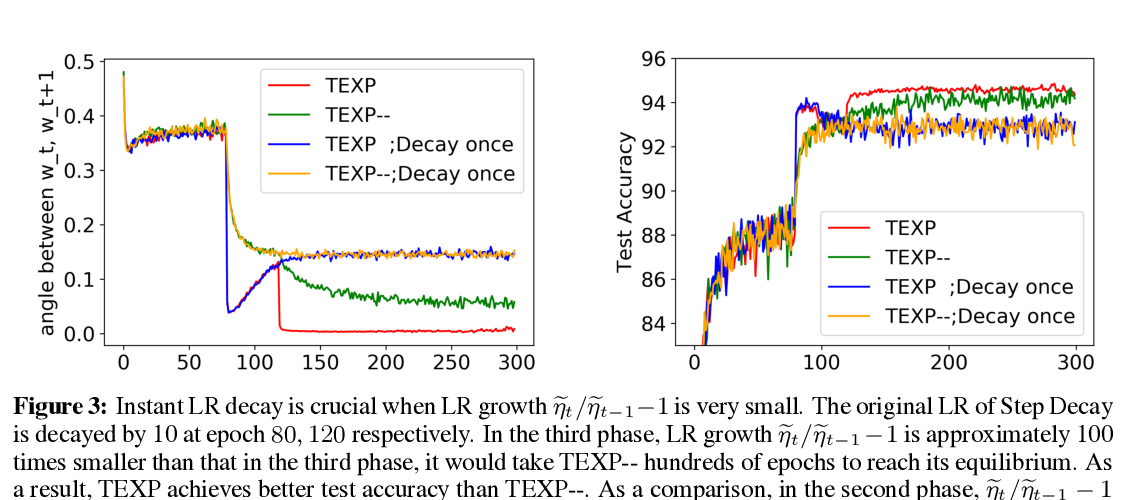 0.5
0.4
0.3
0.2
0.1
0.0
angle between w_t, w_t+1
TEXP
TEXP--
TEXP ;Decay once
TEXP--;Decay once
0 50 100 150 200 250 300
96
94
92
90
88
86
84
Test Accuracy
TEXP
TEXP--
TEXP ;Decay once
TEXP--;Decay once
0 100 200 300
Figure 3: Instant LR decay is crucial when LR growth η̃_t/η̃_{t−1}−1 is very small. The original LR of Step Decay
is decayed by 10 at epoch 80, 120 respectively. In the third phase, LR growth η̃_t/η̃_{t−1} − 1 is approximately 100
times smaller than that in the third phase, it would take TEXP-- hundreds of epochs to reach its equilibrium. As
a result, TEXP achieves better test accuracy than TEXP--. As a comparison, in the second phase, η̃_t/η̃_{t−1} − 1